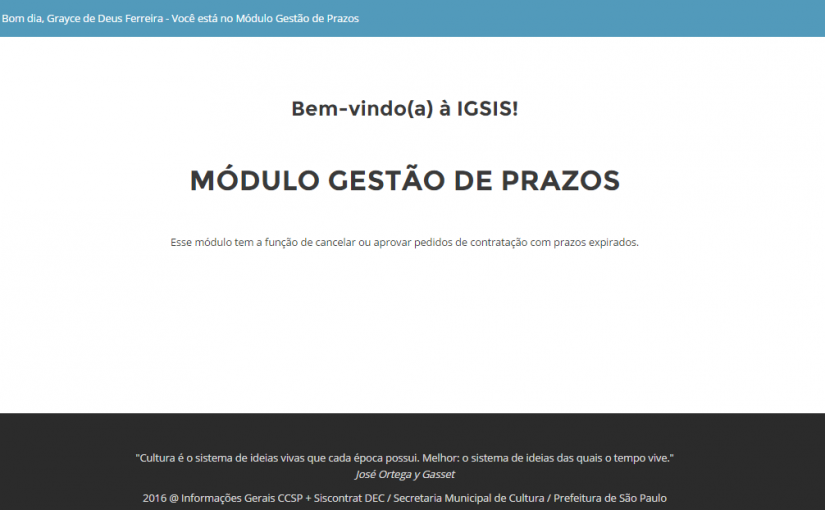 Bom dia, Grayce de Deus Ferreira - Você está no Módulo Gestão de Prazos
Bem-vindo(a) à IGSIS!
MÓDULO GESTÃO DE PRAZOS
Esse módulo tem a função de cancelar ou aprovar pedidos de contratação com prazos expirados.
"Cultura é o sistema de ideias vivas que cada época possui. Melhor: o sistema de ideias das quais o tempo vive."
José Ortega y Gasset
2016 @ Informações Gerais CCSP + Siscontrat DEC / Secretaria Municipal de Cultura / Prefeitura de São Paulo